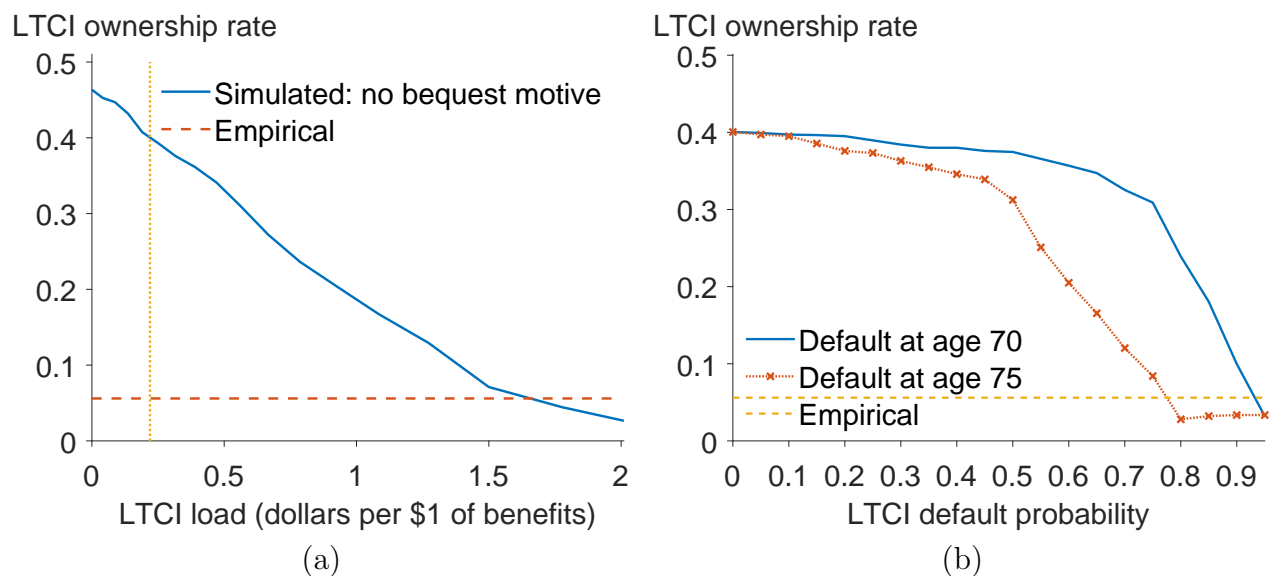 LTCI ownership rate
0.5
0.4
0.3
0.2
0.1
0
Simulated: no bequest motive
Empirical
0 0.5 1 1.5 2
LTCI load (dollars per $1 of benefits)
(a)
LTCI ownership rate
0.5
0.4
0.3
0.2
0.1
0
Default at age 70
Default at age 75
Empirical
0 0.1 0.2 0.3 0.4 0.5 0.6 0.7 0.8 0.9
LTCI default probability
(b)